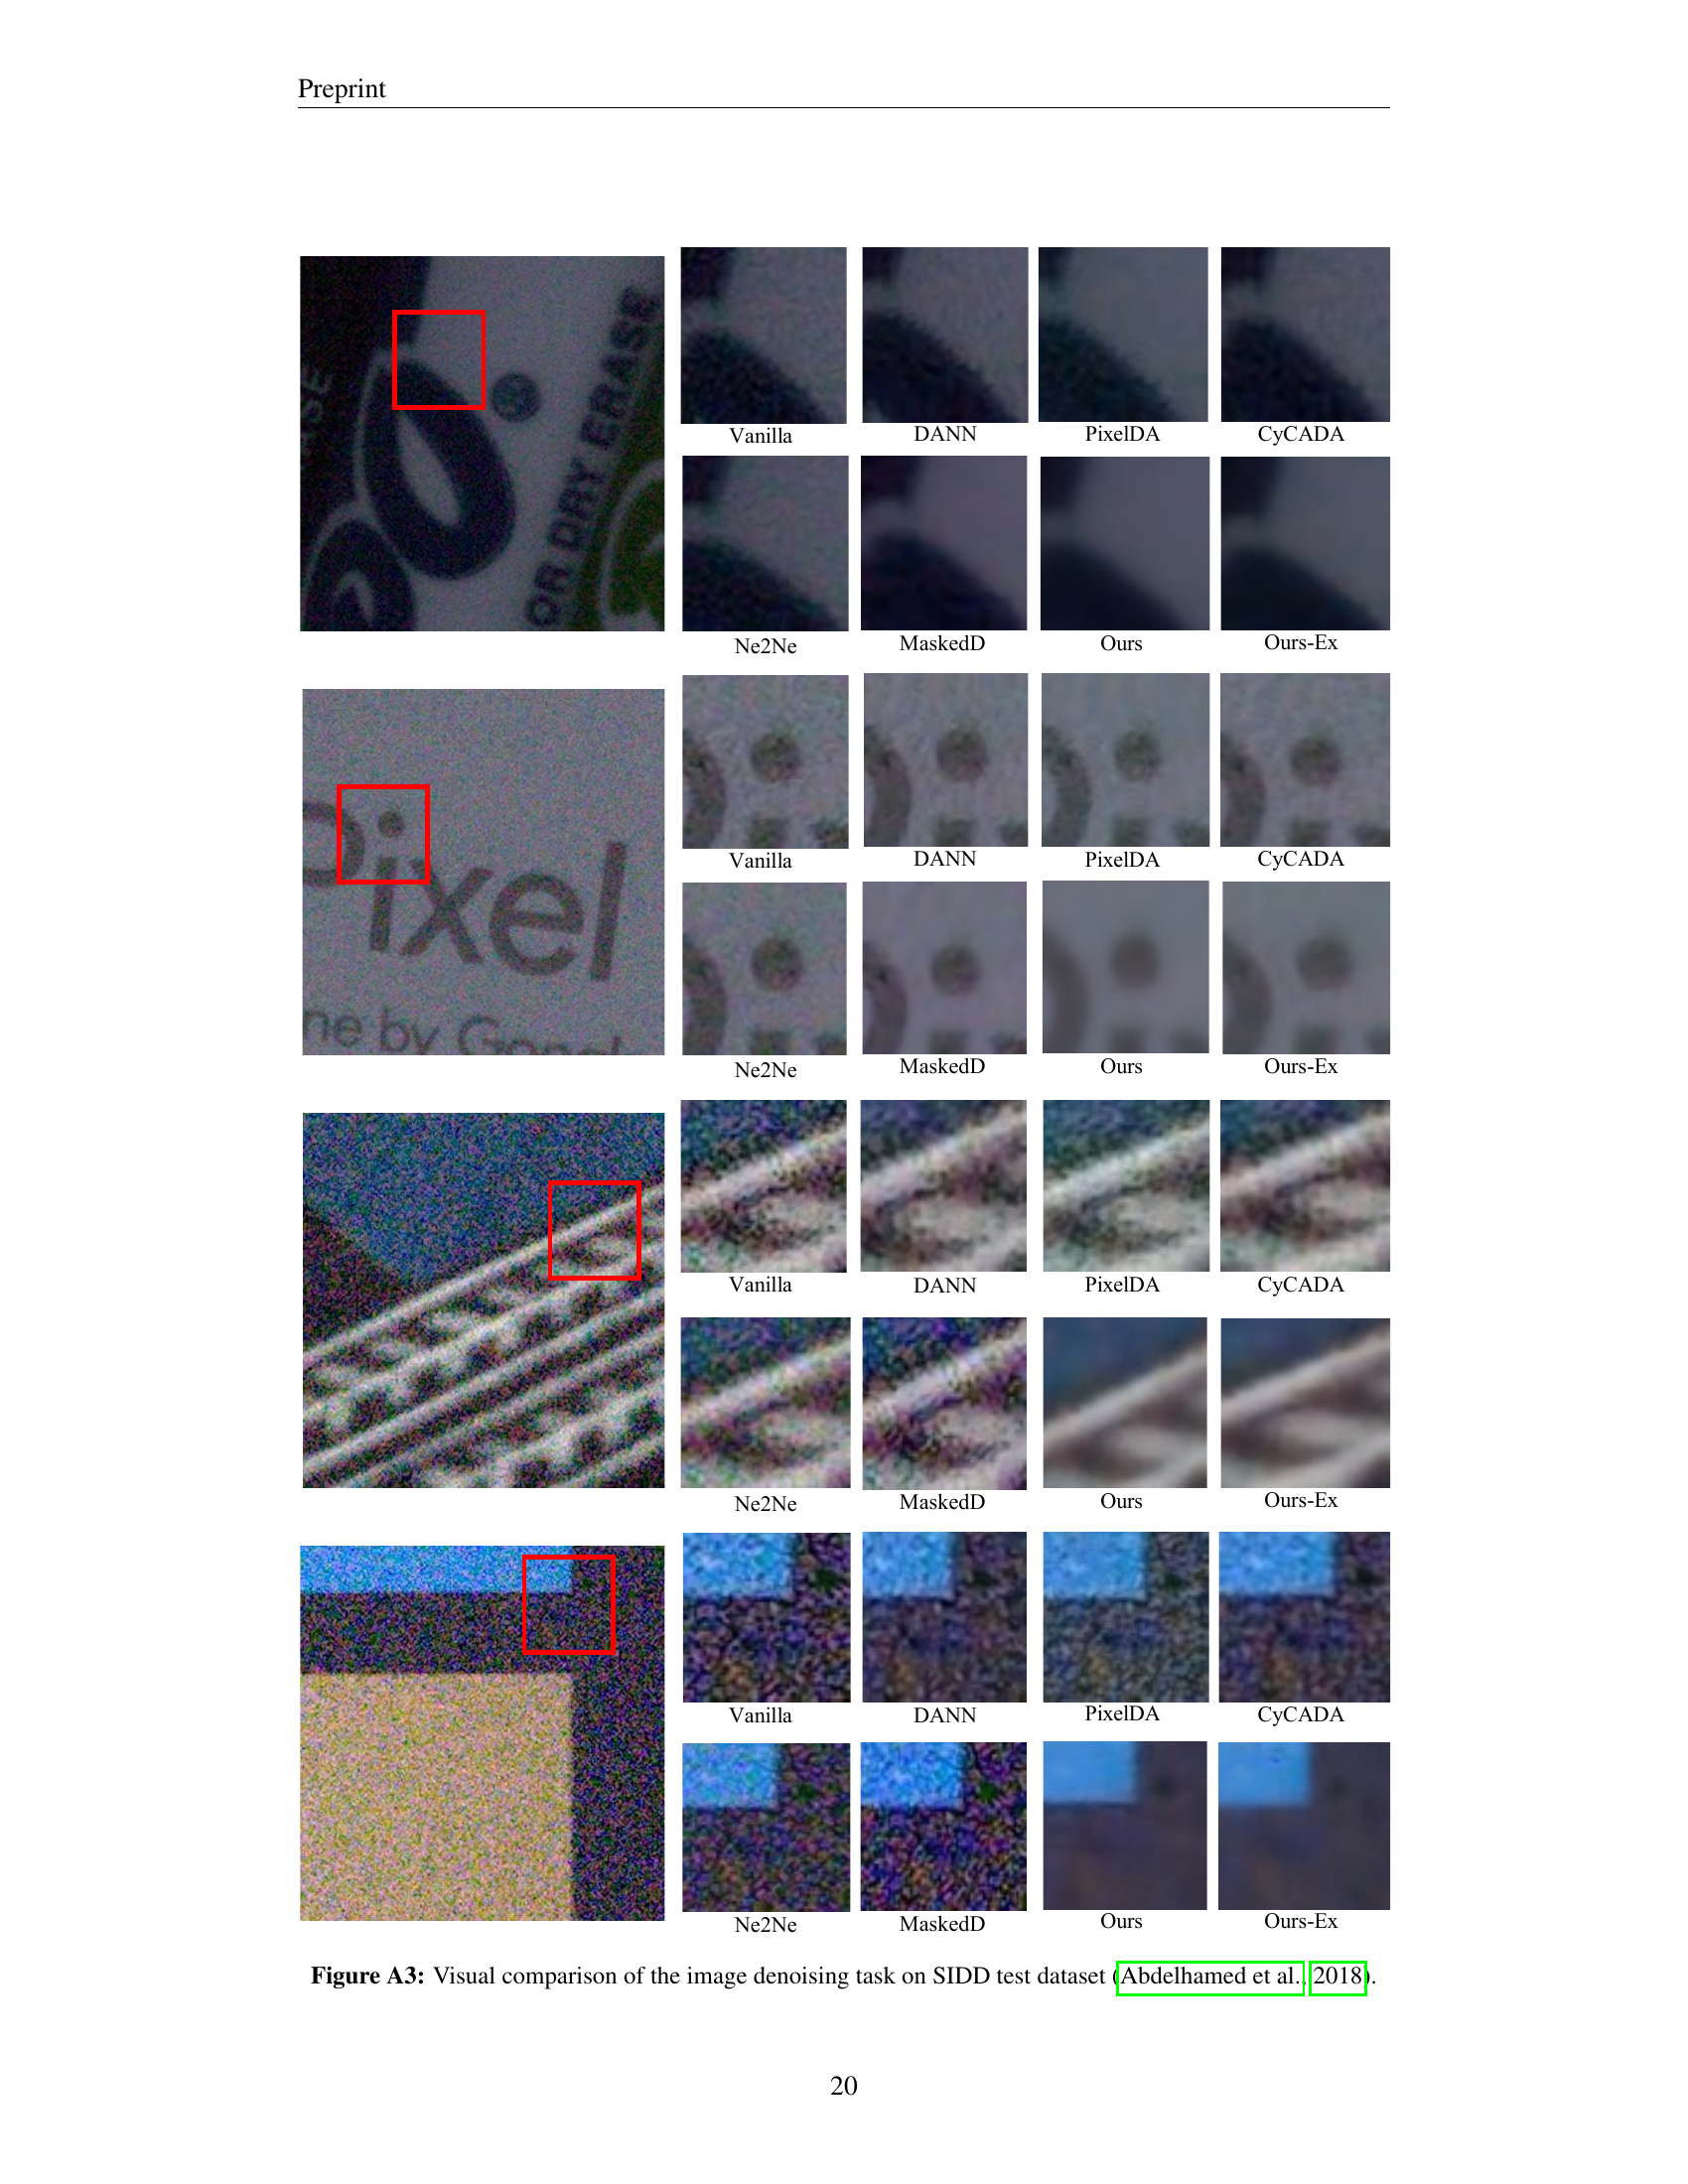 Preprint
OR DRY ERASE
Vanilla DANN PixelDA CyCADA
Ne2Ne MaskedD Ours Ours-Ex
Pixel
ne by
Vanilla DANN PixelDA CyCADA
Ne2Ne MaskedD Ours Ours-Ex
Vanilla DANN PixelDA CyCADA
Ne2Ne MaskedD Ours Ours-Ex
Vanilla DANN PixelDA CyCADA
Ne2Ne MaskedD Ours Ours-Ex
Figure A3: Visual comparison of the image denoising task on SIDD test dataset (Abdelhamed et al., 2018).
20